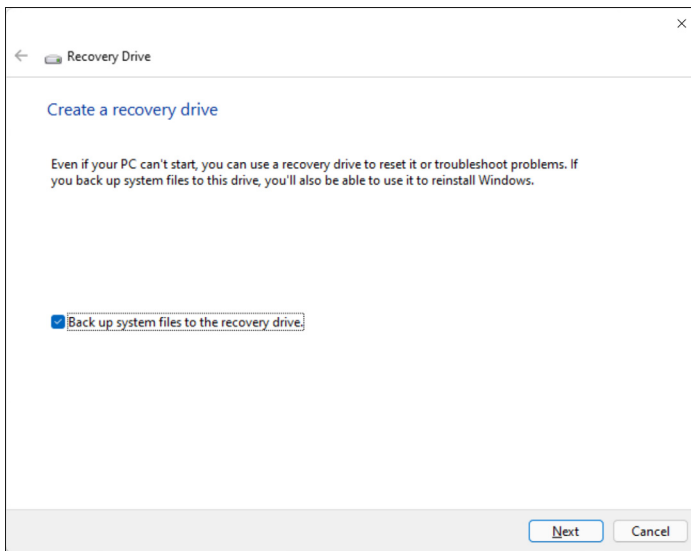 Recovery Drive
Create a recovery drive
Even if your PC can't start, you can use a recovery drive to reset it or troubleshoot problems. If
you back up system files to this drive, you'll also be able to use it to reinstall Windows.
Back up system files to the recovery drive.
Next Cancel